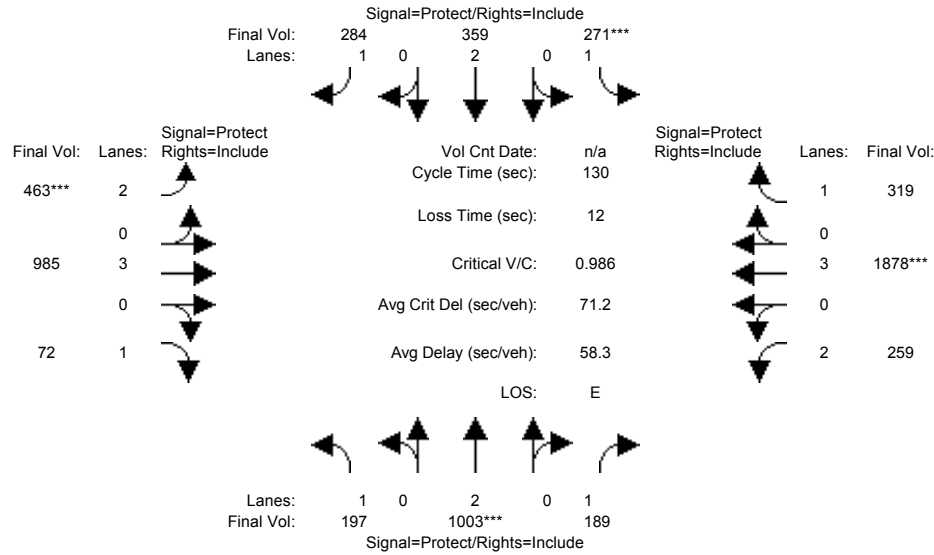 Signal=Protect/Rights=Include
Final Vol: 284 359 271***
Lanes: 1 0 2 0 1
Signal=Protect Signal=Protect
Final Vol: Lanes: Rights=Include Vol Cnt Date: n/a Rights=Include Lanes: Final Vol:
Cycle Time (sec): 130
463*** 2 1 319
Loss Time (sec): 12
0 0
985 3 Critical V/C: 0.986 3 1878***
0 Avg Crit Del (sec/veh): 71.2 0
72 1 Avg Delay (sec/veh): 58.3 2 259
LOS: E
Lanes: 1 0 2 0 1
Final Vol: 197 1003*** 189
Signal=Protect/Rights=Include